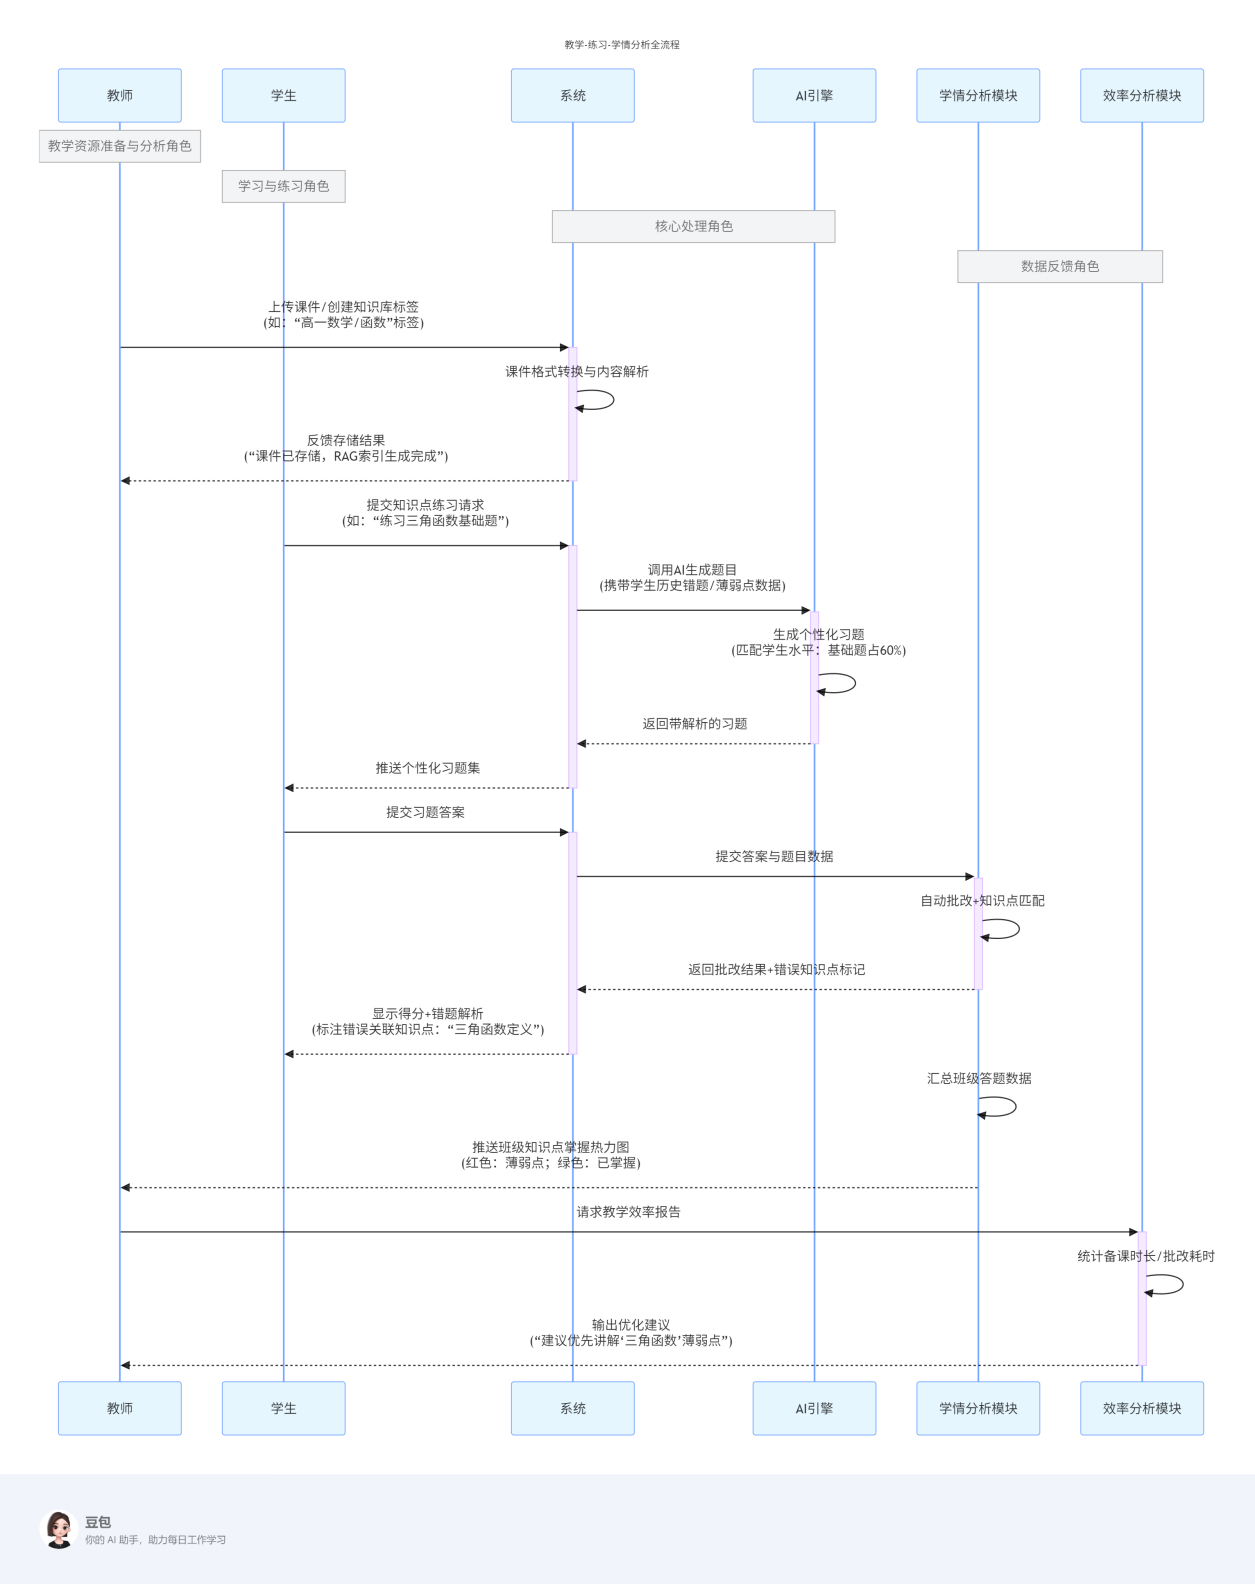 教学-练习-学情分析全流程
教师
学生
系统
AI引擎
学情分析模块
效率分析模块
教学资源准备与分析角色
学习与练习角色
核心处理角色
数据反馈角色
上传课件/创建知识库标签
(如：“高一数学/函数”标签)
课件格式转换与内容解析
反馈存储结果
(“课件已存储，RAG索引生成完成”)
提交知识点练习请求
(如：“练习三角函数基础题”)
调用AI生成题目
(携带学生历史错题/薄弱点数据)
生成个性化习题
(匹配学生水平：基础题占60%)
返回带解析的习题
推送个性化习题集
提交习题答案
提交答案与题目数据
自动批改+知识点匹配
返回批改结果+错误知识点标记
显示得分+错题解析
(标注错误关联知识点：“三角函数定义”)
汇总班级答题数据
推送班级知识点掌握热力图
(红色：薄弱点；绿色：已掌握)
请求教学效率报告
统计备课时长/批改耗时
输出优化建议
(“建议优先讲解‘三角函数’薄弱点”)
教师
学生
系统
AI引擎
学情分析模块
效率分析模块
豆包
你的 AI 助手，助力每日工作学习